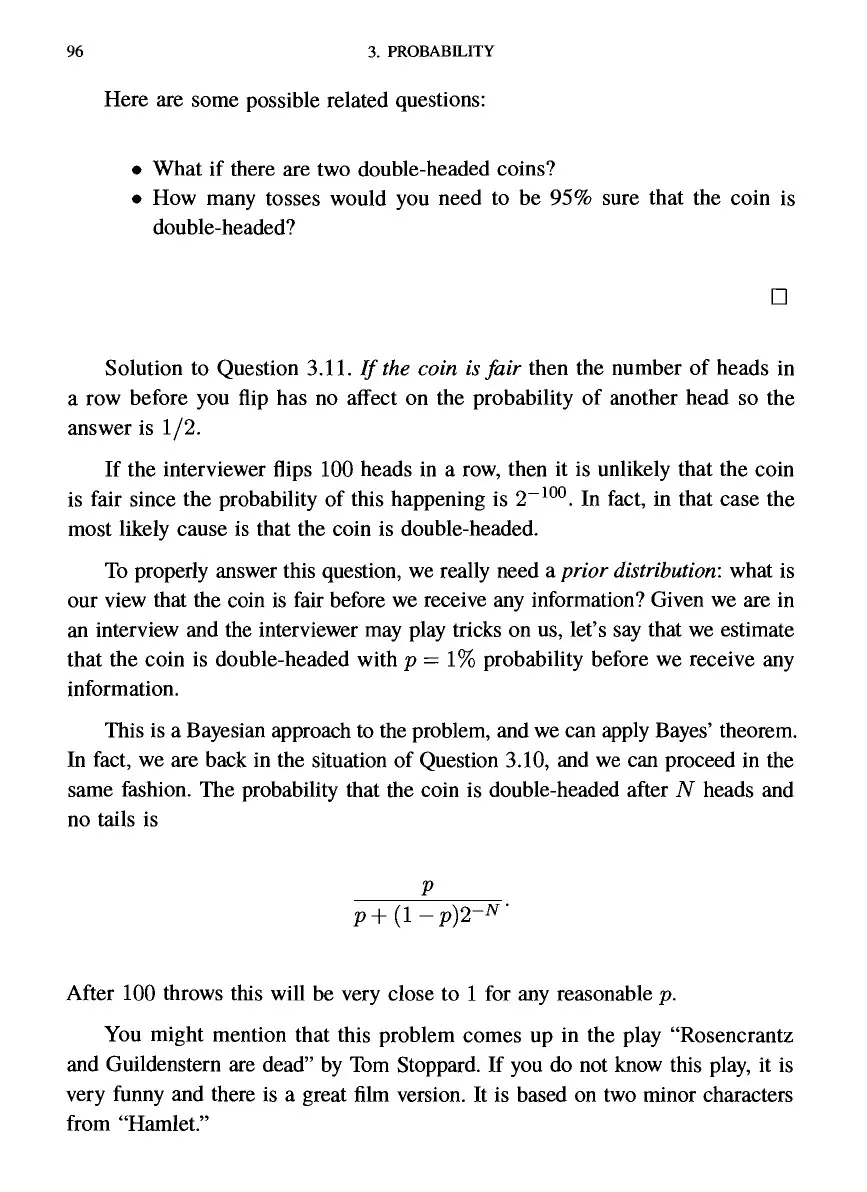 96 3. PROBABILITY
Here are some possible related questions:
• What if there are two double-headed coins?
• How many tosses would you need to be 95% sure that the coin is
double-headed?
□
Solution to Question 3.11. If the coin is fair then the number of heads in
a row before you flip has no affect on the probability of another head so the
answer is 1/2.
If the interviewer flips 100 heads in a row, then it is unlikely that the coin
is fair since the probability of this happening is 2^{-100}. In fact, in that case the
most likely cause is that the coin is double-headed.
To properly answer this question, we really need a prior distribution: what is
our view that the coin is fair before we receive any information? Given we are in
an interview and the interviewer may play tricks on us, let's say that we estimate
that the coin is double-headed with p = 1% probability before we receive any
information.
This is a Bayesian approach to the problem, and we can apply Bayes' theorem.
In fact, we are back in the situation of Question 3.10, and we can proceed in the
same fashion. The probability that the coin is double-headed after N heads and
no tails is
p
p + (1 − p)2^{−N}.
After 100 throws this will be very close to 1 for any reasonable p.
You might mention that this problem comes up in the play “Rosencrantz
and Guildenstern are dead” by Tom Stoppard. If you do not know this play, it is
very funny and there is a great film version. It is based on two minor characters
from “Hamlet.”